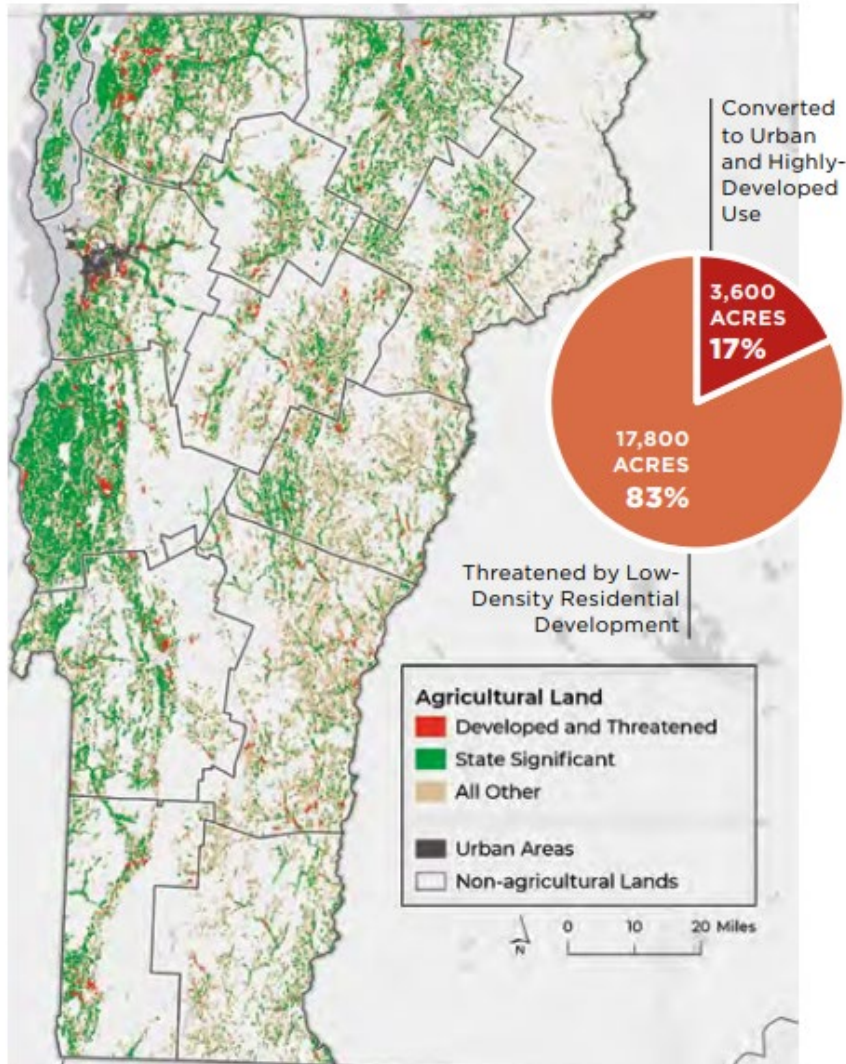 Converted
to Urban
and Highly-
Developed
Use
3,600
ACRES
17%
17,800
ACRES
83%
Threatened by Low-
Density Residential
Development
Agricultural Land
Developed and Threatened
State Significant
All Other
Urban Areas
Non-agricultural Lands
N
0 10 20 Miles